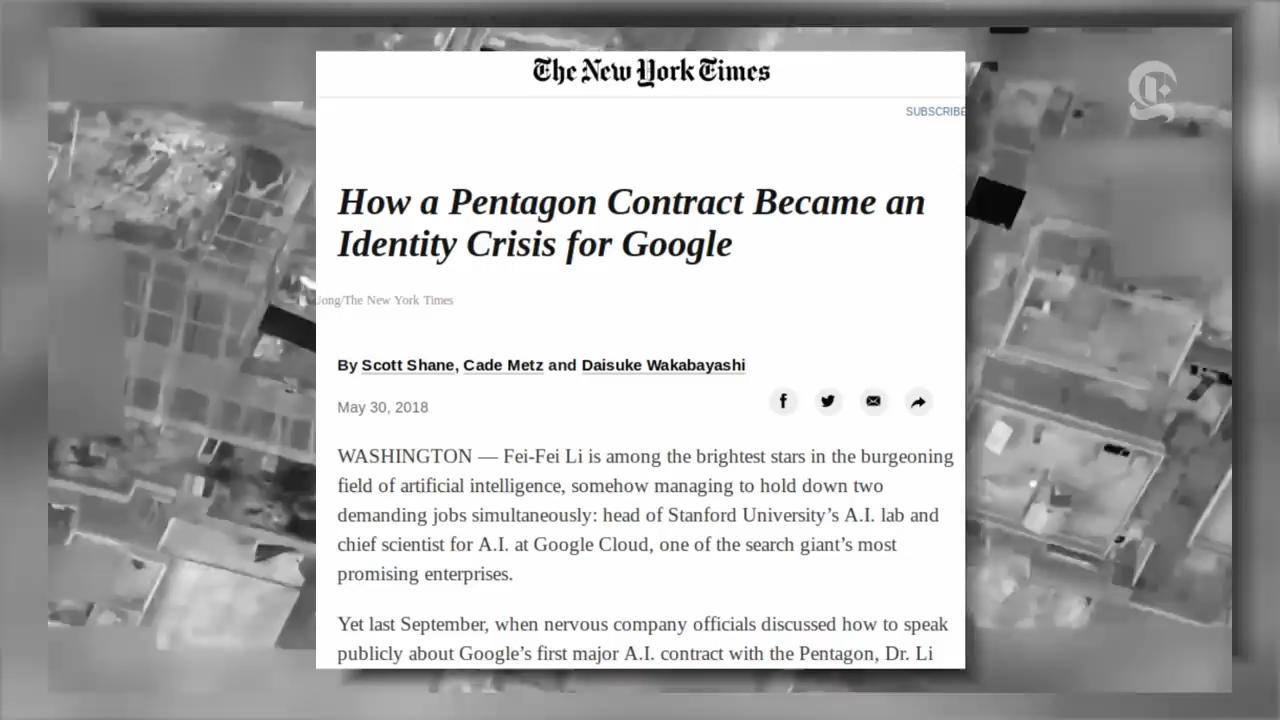 The New York Times
SUBSCRIBE
How a Pentagon Contract Became an
Identity Crisis for Google
Jong/The New York Times
By Scott Shane, Cade Metz and Daisuke Wakabayashi
May 30, 2018
WASHINGTON — Fei-Fei Li is among the brightest stars in the burgeoning
field of artificial intelligence, somehow managing to hold down two
demanding jobs simultaneously: head of Stanford University’s A.I. lab and
chief scientist for A.I. at Google Cloud, one of the search giant’s most
promising enterprises.
Yet last September, when nervous company officials discussed how to speak
publicly about Google’s first major A.I. contract with the Pentagon, Dr. Li